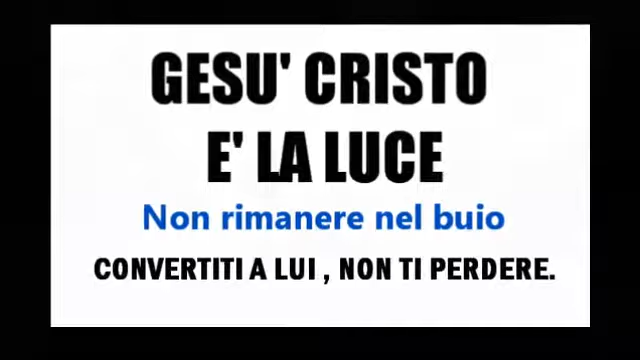 GESU' CRISTO
E' LA LUCE
Non rimanere nel buio
CONVERTITI A LUI , NON TI PERDERE.